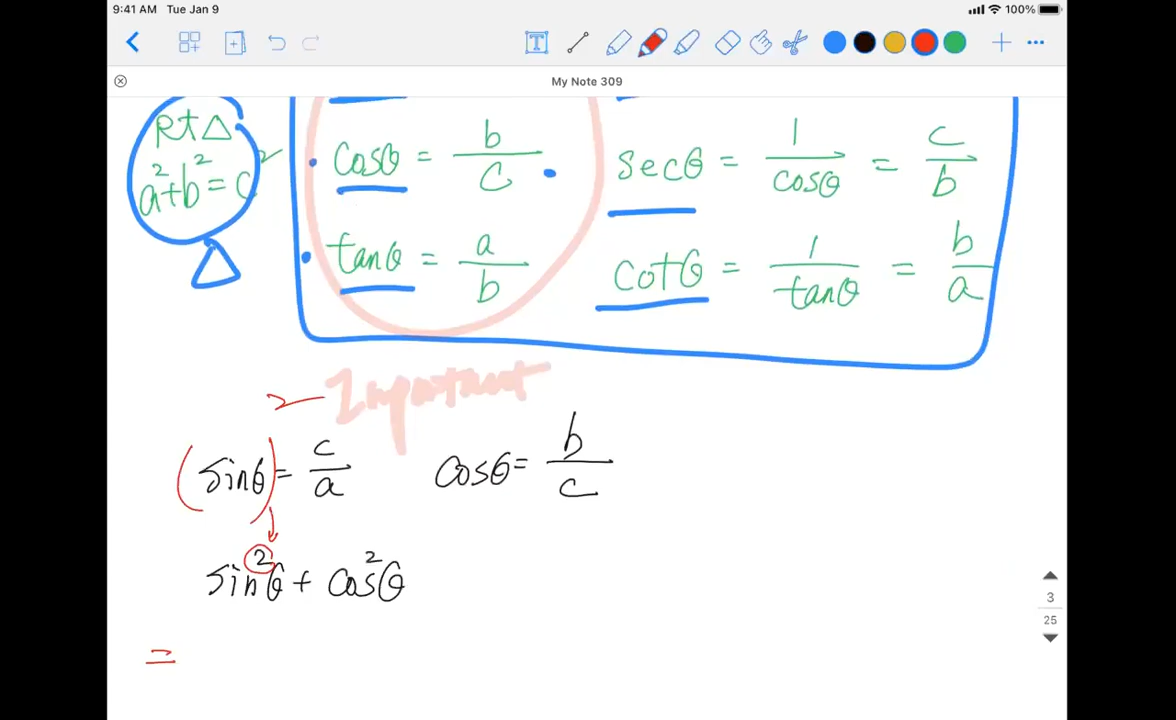 9:41 AM Tue Jan 9 100%
T
My Note 309
Rt △
a²+b²=c²
cosθ = b/c
secθ = 1/cosθ = c/b
tanθ = a/b
cotθ = 1/tanθ = b/a
△
Important
(sinθ)² = c/a cosθ = b/c
sin²θ + cos²θ
3
25
=